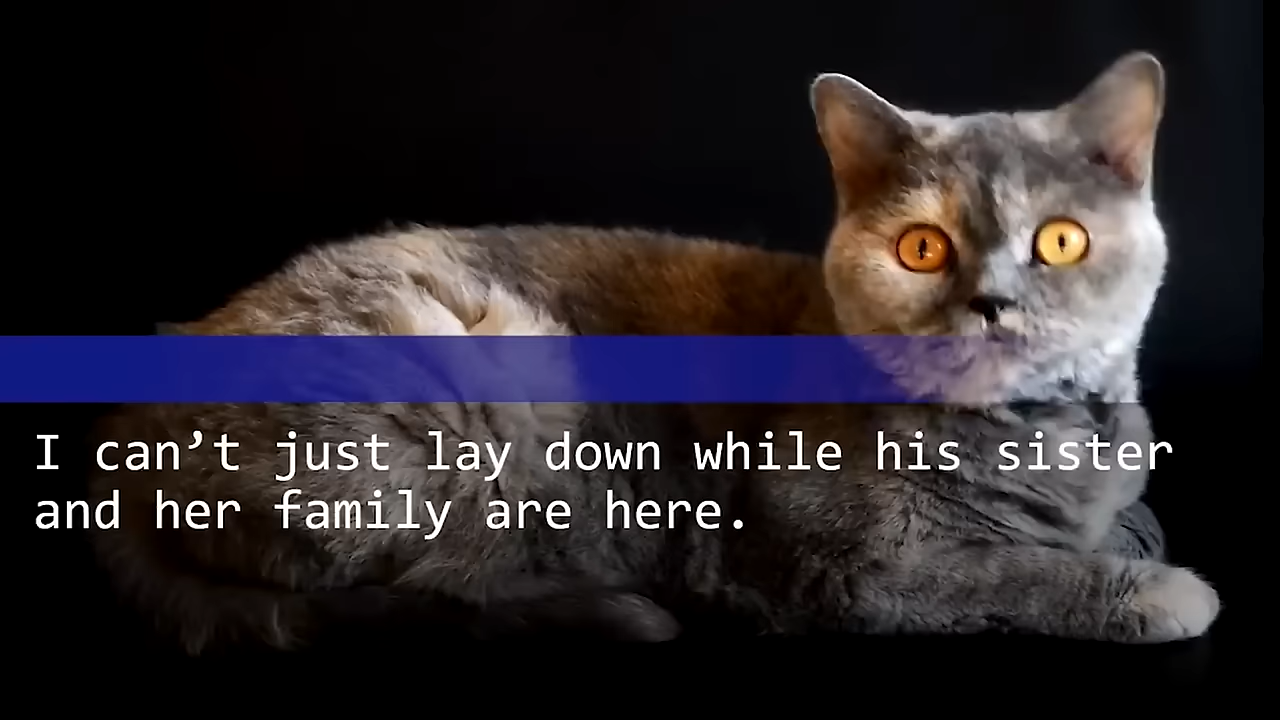 I can’t just lay down while his sister
and her family are here.